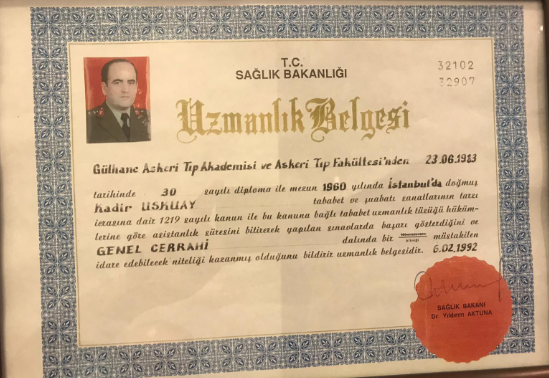 T.C.
SAĞLIK BAKANLIĞI
32102
32907
Uzmanlık Belgesi
Gülhane Askeri Tıp Akademisi ve Askeri Tıp Fakültesi'nden 23.06.1983
tarihinde 30 sayılı diploma ile mezun 1960 yılında İstanbul'da doğmuş
Kadir USKUAY tababet ve şuabatı san'atlarının tarzı
icrasına dair 1219 sayılı kanun ile bu kanuna bağlı tababet uzmanlık tüzüğü hüküm-
lerine göre asistanlık süresini bitirerek yapılan sınavlarda başarı gösterdiğini ve
GENEL CERRAHİ dalında bir müstakilen
idare edebilecek niteliği kazanmış olduğunu bildirir uzmanlık belgesidir. 6.02.1992
SAĞLIK BAKANI
Dr. Yıldırım AKTUNA